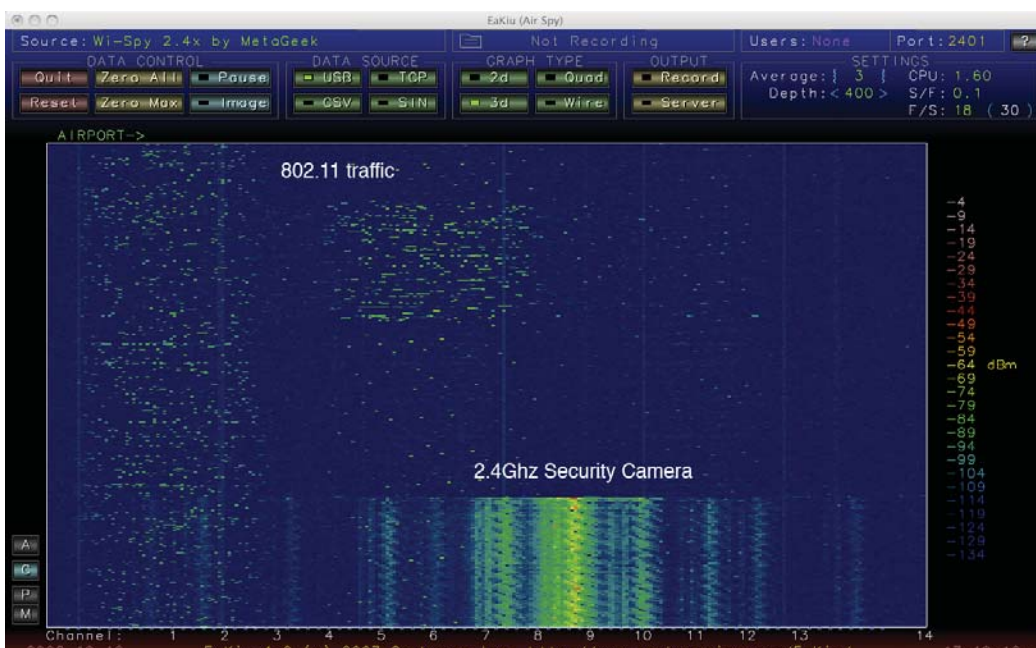 EaKiu (Air Spy)
Source: Wi-Spy 2.4x by MetaGeek Not Recording Users: None Port: 2401 ?
DATA CONTROL DATA SOURCE GRAPH TYPE OUTPUT SETTINGS
Quit Zero All Pause USB TCP 2d Quad Record Average: 3 CPU: 1.60
Reset Zero Max Image CSV SIN 3d Wire Server Depth: < 400 > S/F: 0.1
F/S: 18 ( 30 )
AIRPORT->
802.11 traffic
-4
-9
-14
-19
-24
-29
-34
-39
-44
-49
-54
-59
-64 dBm
-69
-74
-79
-84
-89
-94
-99
-104
-109
-114
-119
-124
-129
-134
2.4Ghz Security Camera
A
G
P
M
Channel: 1 2 3 4 5 6 7 8 9 10 11 12 13 14